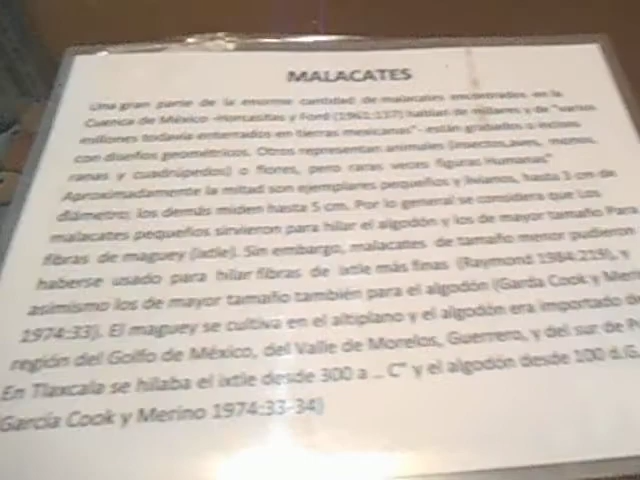 MALACATES
Una gran parte de la enorme cantidad de malacates encontrados en la
Cuenca de México -Horcasitas y Ford (1961:137) hablan de millares y de "varios
millones todavía enterrados en tierras mexicanas"- están grabados o incisos
con diseños geométricos. Otros representan animales (insectos, aves, monos,
ranas y cuadrúpedos) o flores, pero raras veces figuras Humanas"
Aproximadamente la mitad son ejemplares pequeños y livianos, hasta 3 cm de
diámetro; los demás miden hasta 5 cm. Por lo general se considera que Los
malacates pequeños sirvieron para hilar el algodón y los de mayor tamaño Para
fibras de maguey (ixtle). Sin embargo, malacates de tamaño menor pudieron
haberse usado para hilar fibras de ixtle más finas (Raymond 1984:219), y
asimismo los de mayor tamaño también para el algodón (García Cook y
1974:33). El maguey se cultiva en el altiplano y el algodón era importado
región del Golfo de México, del Valle de Morelos, Guerrero, y del sur de
En Tlaxcala se hilaba el ixtle desde 300 a .. C" y el algodón desde 100 d.
(García Cook y Merino 1974:33-34)